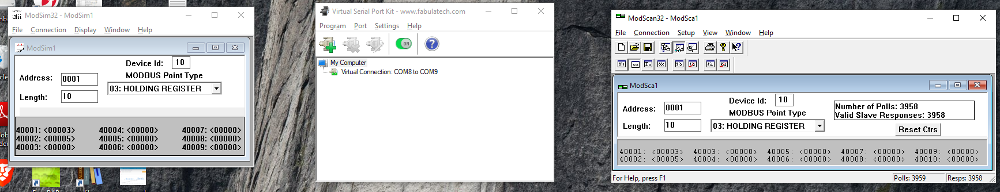 ModSim32 - ModSim1
File Connection Display Window Help
ModSim1
Device Id: 10
Address: 0001
MODBUS Point Type
03: HOLDING REGISTER
Length: 10
40001: <00003> 40004: <00000> 40007: <00000>
40002: <00005> 40005: <00000> 40008: <00000>
40003: <00000> 40006: <00000> 40009: <00000>
Virtual Serial Port Kit - www.fabulatech.com
Program Port Settings Help
ON
My Computer
Virtual Connection: COM8 to COM9
ModScan32 - ModSca1
File Connection Setup View Window Help
ModSca1
Device Id: 10
Address: 0001
MODBUS Point Type
Length: 10
03: HOLDING REGISTER
Number of Polls: 3958
Valid Slave Responses: 3958
Reset Ctrs
40001: <00003> 40003: <00000> 40005: <00000> 40007: <00000> 40009: <00000>
40002: <00005> 40004: <00000> 40006: <00000> 40008: <00000> 40010: <00000>
For Help, press F1
Polls: 3959
Resps: 3958